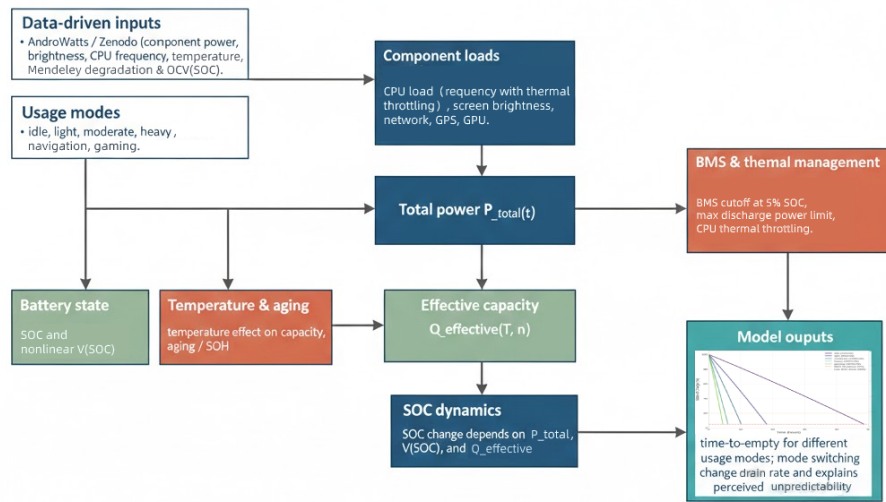 Data-driven inputs
• AndroWatts / Zenodo (component power,
brightness, CPU frequency, temperature,
Mendeley degradation & OCV(SOC).
Usage modes
• idle, light, moderate, heavy ,
navigation, gaming.
Component loads
CPU load (requency with thermal
throttling) , screen brightness,
network, GPS, GPU.
Total power P_total(t)
BMS & themal management
BMS cutoff at 5% SOC,
max discharge power limit,
CPU thermal throttling.
Battery state
SOC and
nonlinear V(SOC)
Temperature & aging
temperature effect on capacity,
aging / SOH
Effective capacity
Q_effective(T, n)
SOC dynamics
SOC change depends on P_total,
V(SOC), and Q_effective
Model ouputs
time-to-empty for different
usage modes; mode switching
change drain rate and explains
perceived unpredictability